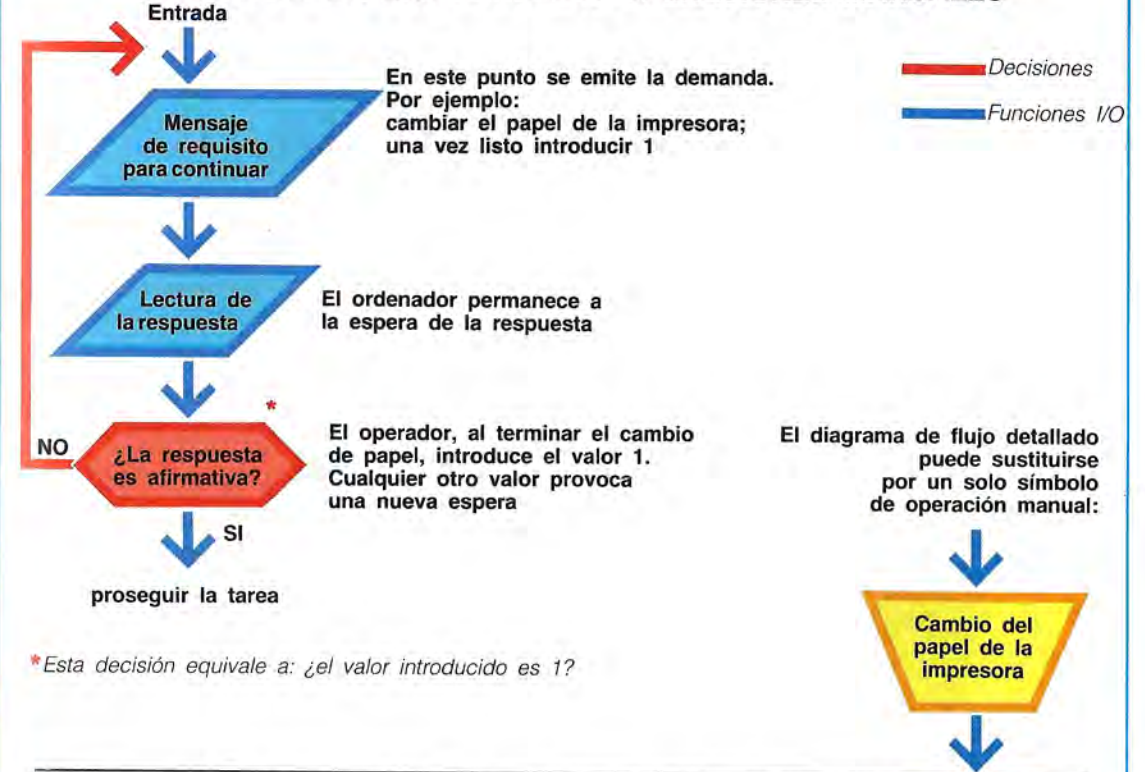 Entrada
Mensaje
de requisito
para continuar
En este punto se emite la demanda.
Por ejemplo:
cambiar el papel de la impresora;
una vez listo introducir 1
Decisiones
Funciones I/O
Lectura de
la respuesta
El ordenador permanece a
la espera de la respuesta
*
NO
¿La respuesta
es afirmativa?
El operador, al terminar el cambio
de papel, introduce el valor 1.
Cualquier otro valor provoca
una nueva espera
SI
proseguir la tarea
*Esta decisión equivale a: ¿el valor introducido es 1?
El diagrama de flujo detallado
puede sustituirse
por un solo símbolo
de operación manual:
Cambio del
papel de la
impresora